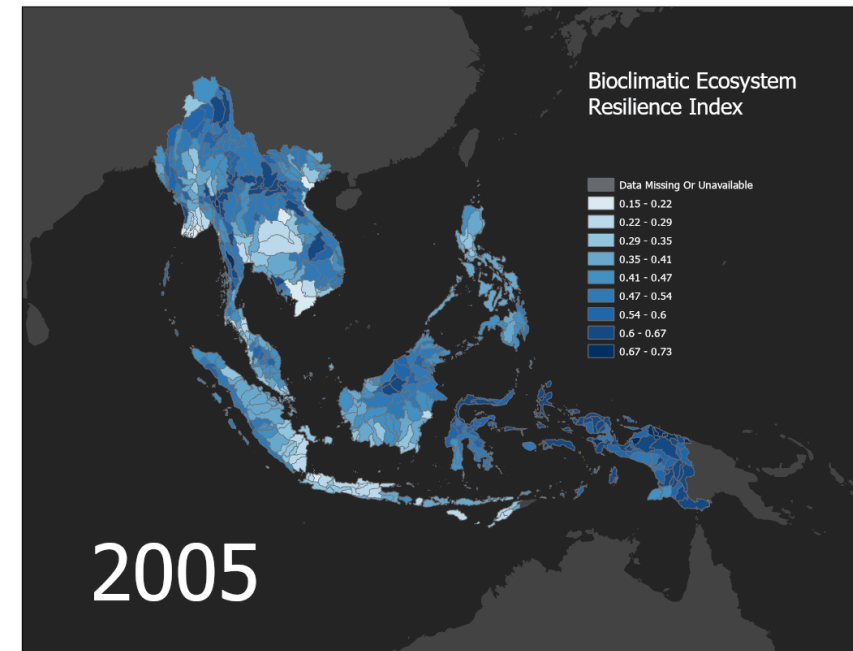 Bioclimatic Ecosystem
Resilience Index
Data Missing Or Unavailable
0.15 - 0.22
0.22 - 0.29
0.29 - 0.35
0.35 - 0.41
0.41 - 0.47
0.47 - 0.54
0.54 - 0.6
0.6 - 0.67
0.67 - 0.73
2005